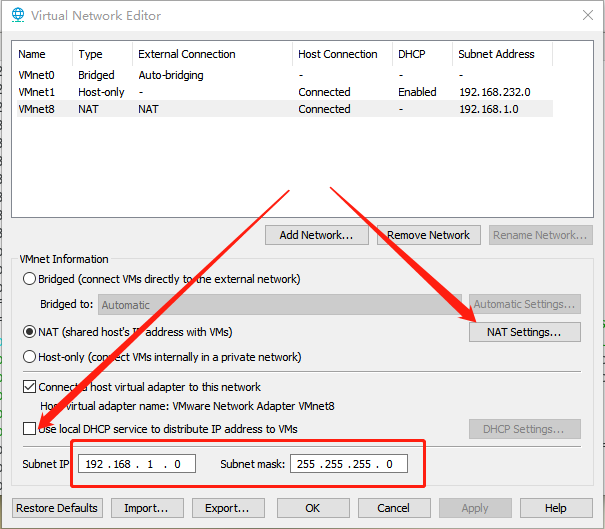 Virtual Network Editor
Name Type External Connection Host Connection DHCP Subnet Address
VMnet0 Bridged Auto-bridging - - -
VMnet1 Host-only - Connected Enabled 192.168.232.0
VMnet8 NAT NAT Connected - 192.168.1.0
Add Network... Remove Network Rename Network...
VMnet Information
Bridged (connect VMs directly to the external network)
Bridged to: Automatic Automatic Settings...
NAT (shared host's IP address with VMs) NAT Settings...
Host-only (connect VMs internally in a private network)
Connect a host virtual adapter to this network
Host virtual adapter name: VMware Network Adapter VMnet8
Use local DHCP service to distribute IP address to VMs DHCP Settings...
Subnet IP: 192 . 168 . 1 . 0 Subnet mask: 255 . 255 . 255 . 0
Restore Defaults Import... Export... OK Cancel Apply Help